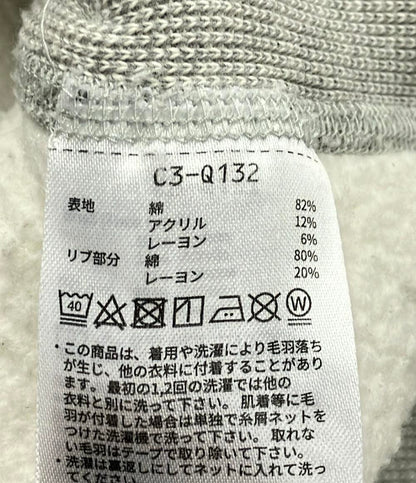 C3-Q132
表地 綿 82%
アクリル 12%
レーヨン 6%
リブ部分 綿 80%
レーヨン 20%
40 W
・この商品は、着用や洗濯により毛羽落ち
が生じ、他の衣料に付着することがあり
ます。最初の1,2回の洗濯では他の
衣料と別に洗って下さい。肌着等に毛
羽が付着した場合は単独で糸屑ネットを
つけた洗濯機で洗って下さい。取れな
い毛羽はテープで取り除いて下さい。
・洗濯は裏返しにしてネットに入れて洗っ
てください。